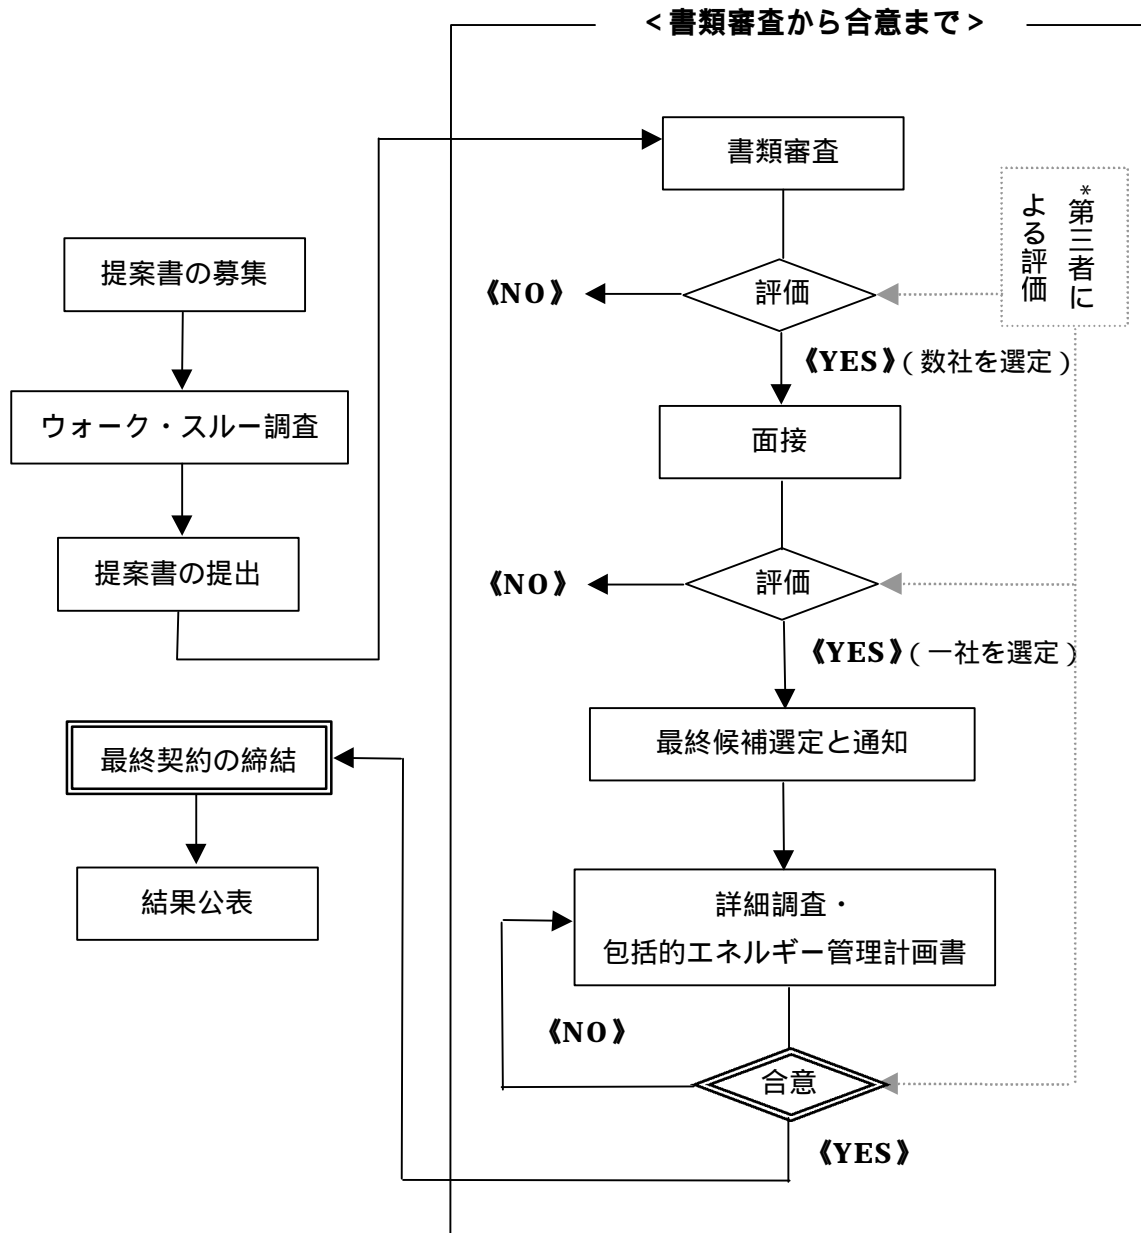 ＜書類審査から合意まで＞
提案書の募集
ウォーク・スルー調査
提案書の提出
書類審査
*第三者に
よる評価
評価
《NO》
《YES》（数社を選定）
面接
評価
《NO》
《YES》（一社を選定）
最終候補選定と通知
詳細調査・
包括的エネルギー管理計画書
《NO》
合意
《YES》
最終契約の締結
結果公表